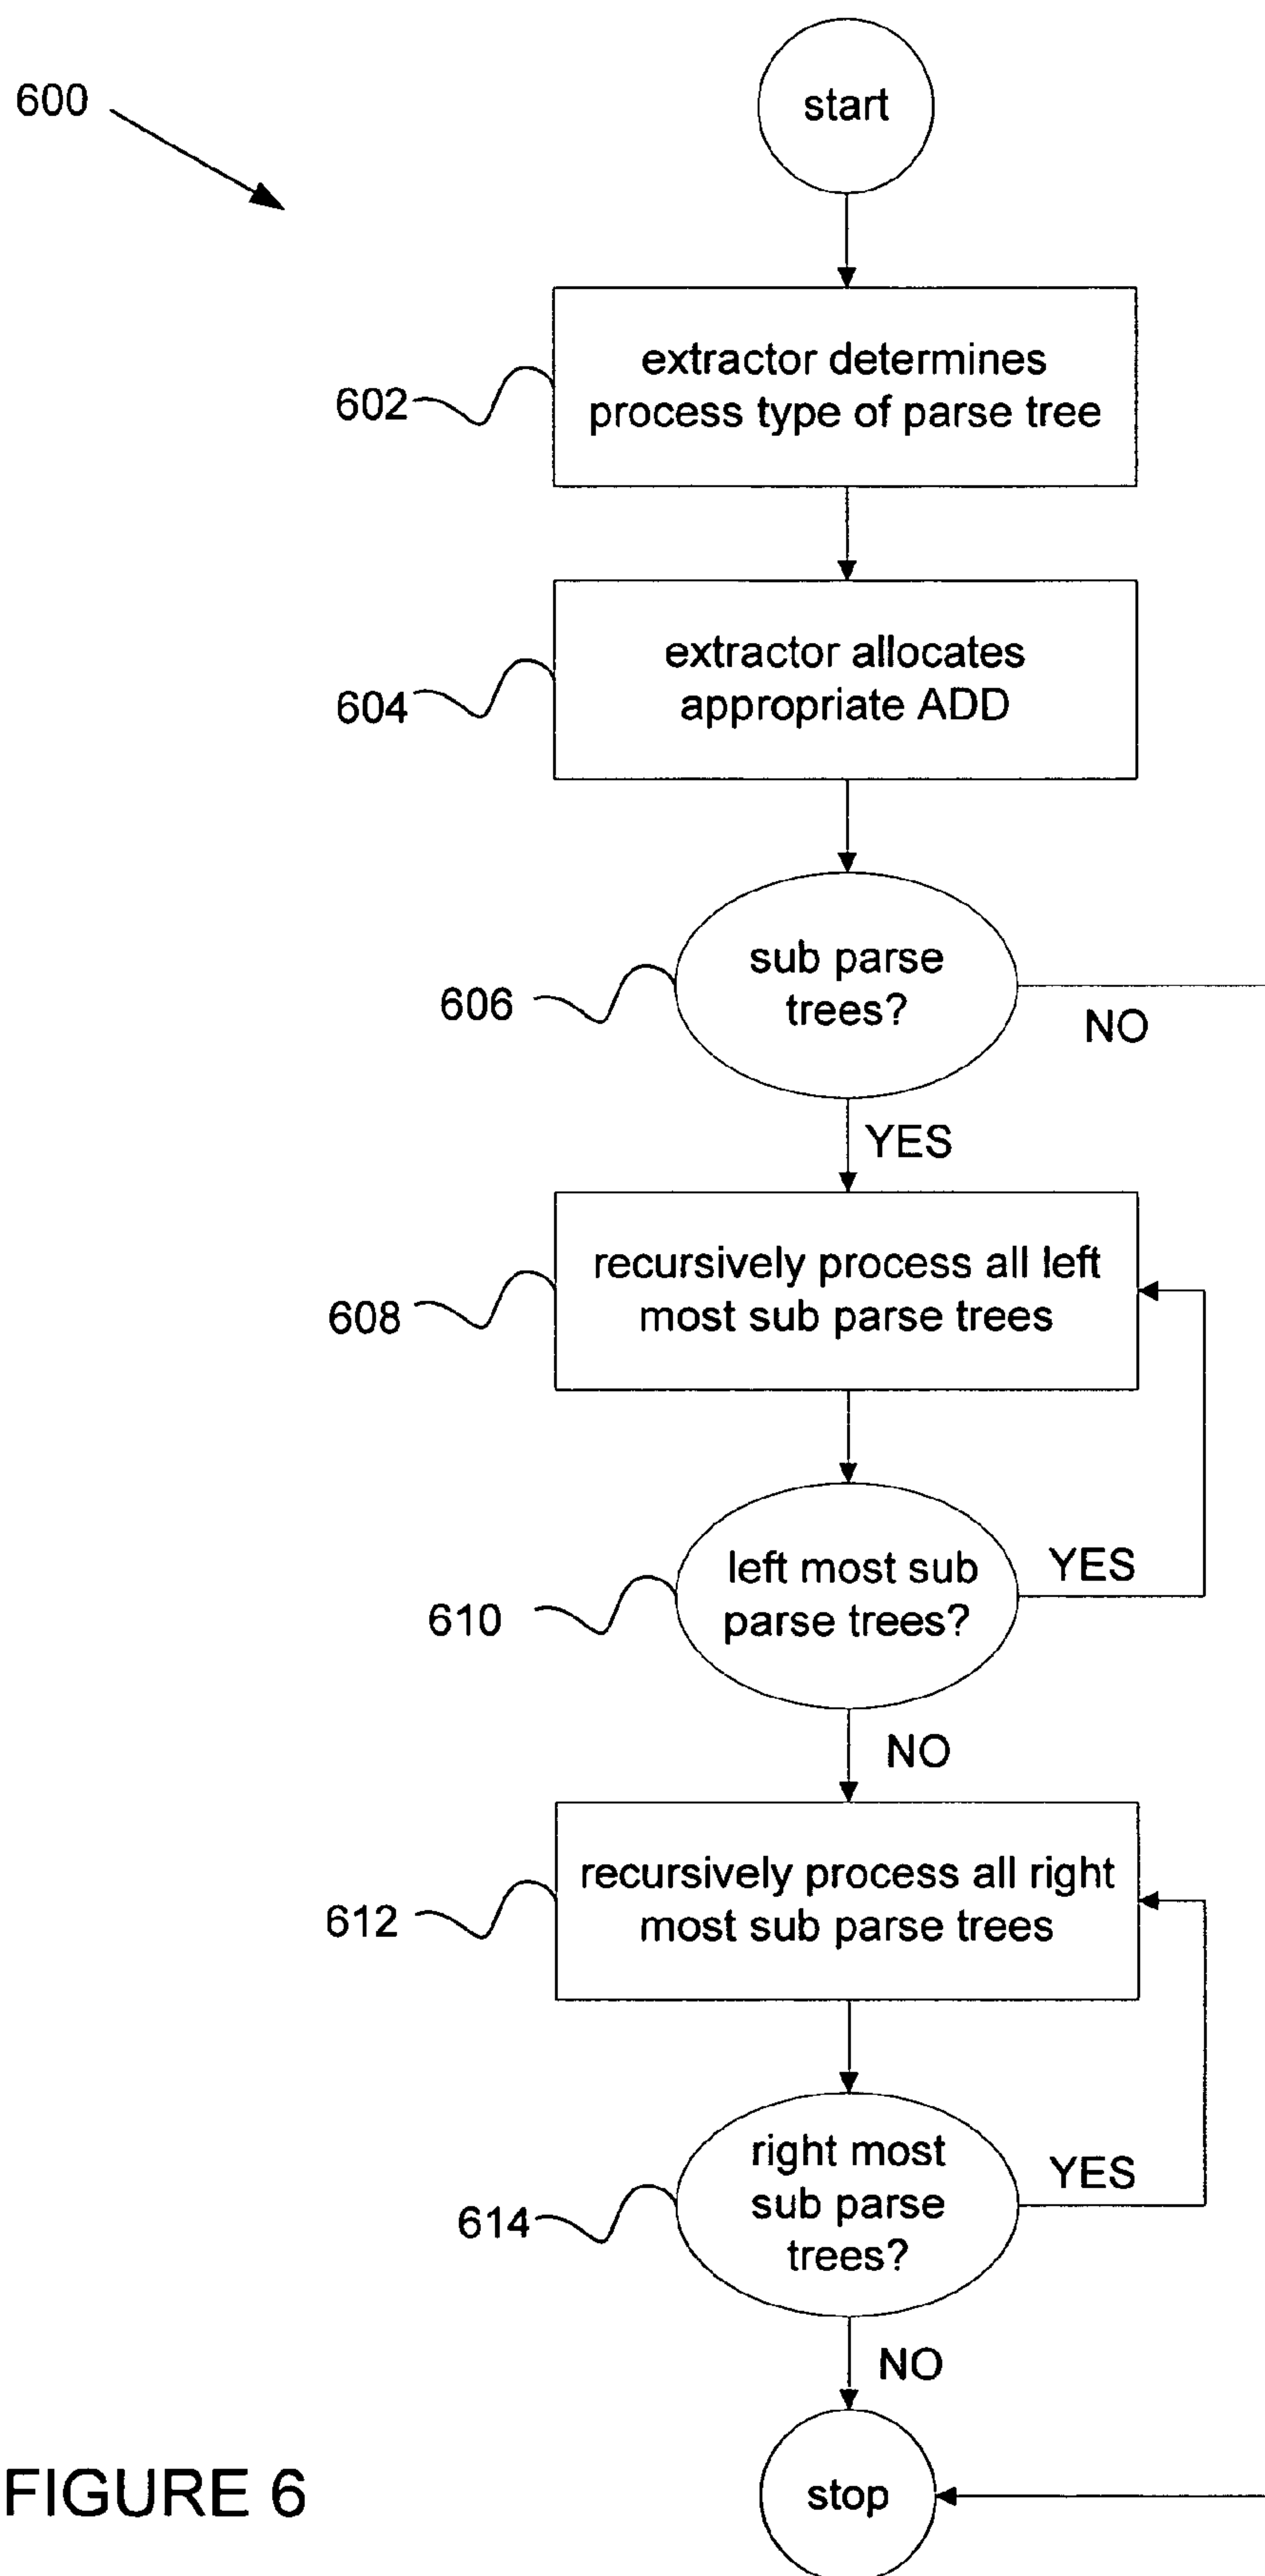 600
start
602
extractor determines
process type of parse tree
604
extractor allocates
appropriate ADD
606
sub parse
trees?
NO
YES
608
recursively process all left
most sub parse trees
610
left most sub
parse trees?
YES
NO
612
recursively process all right
most sub parse trees
614
right most
sub parse
trees?
YES
NO
stop
FIGURE 6